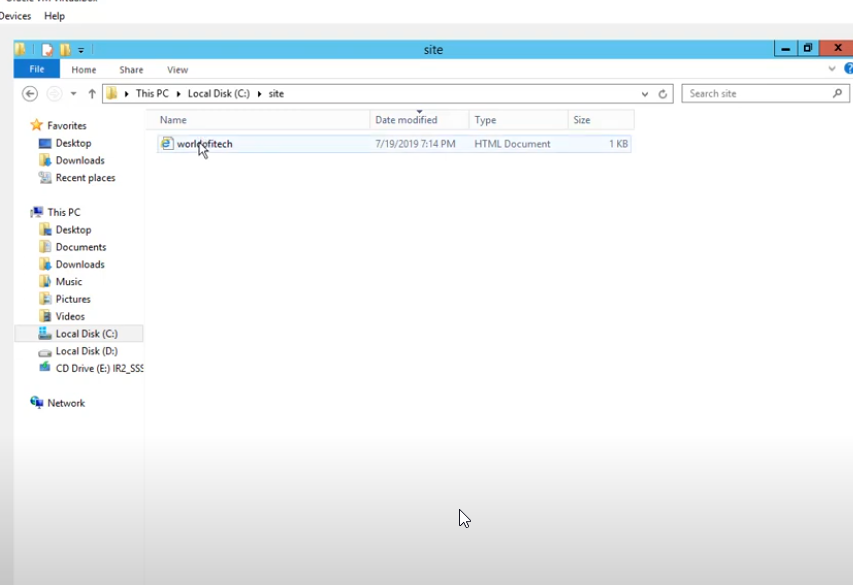 Devices Help
site
File Home Share View
This PC Local Disk (C:) site
Search site
Name Date modified Type Size
worldofitech 7/19/2019 7:14 PM HTML Document 1 KB
Favorites
Desktop
Downloads
Recent places
This PC
Desktop
Documents
Downloads
Music
Pictures
Videos
Local Disk (C:)
Local Disk (D:)
CD Drive (E:) IR2_SSS
Network